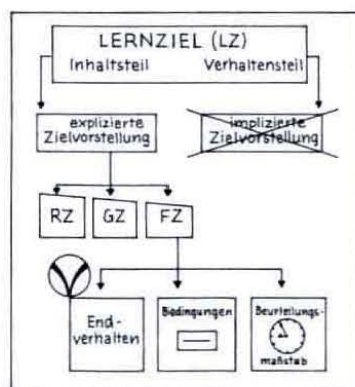 LERNZIEL (LZ)
Inhaltsteil Verhaltensteil
explizierte
Zielvorstellung
implizierte
Zielvorstellung
RZ GZ FZ
End-
verhalten
Bedingungen
Beurteilungs-
maßstab